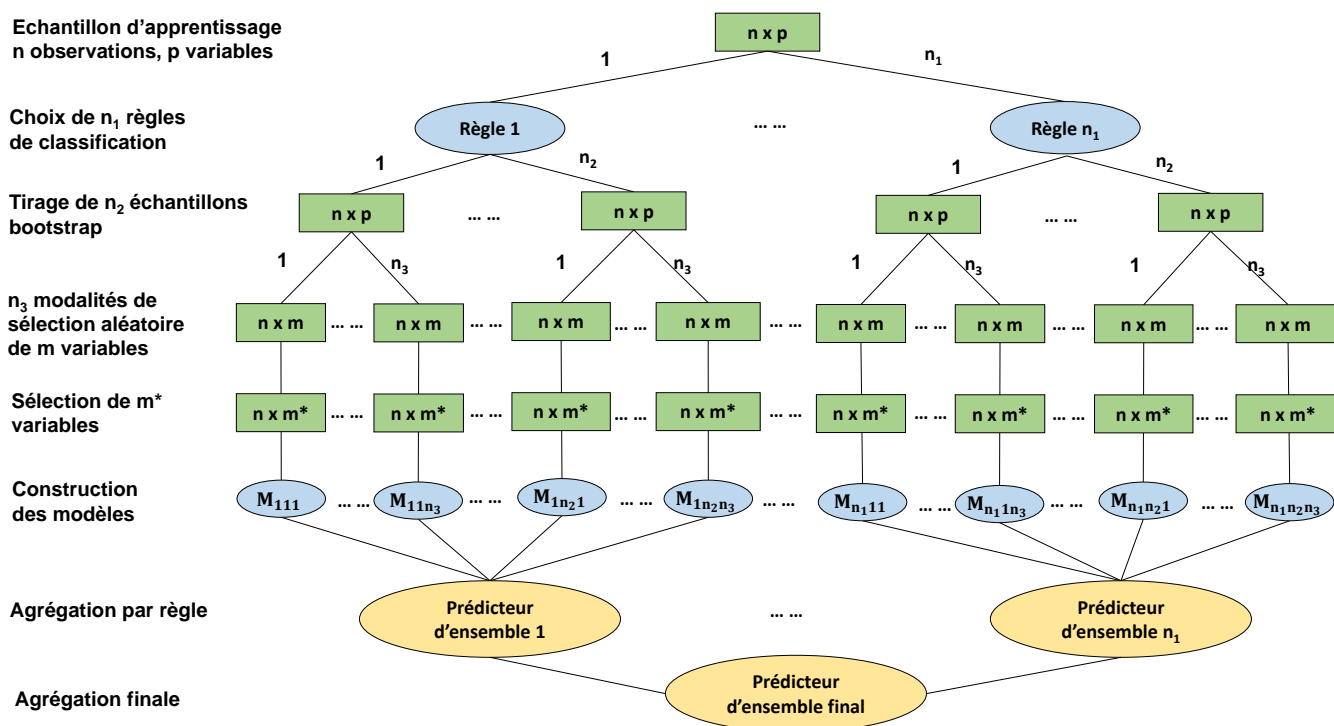 Echantillon d’apprentissage
n observations, p variables
n x p
1
n₁
Choix de n₁ règles
de classification
Règle 1
... ...
Règle n₁
1
n₂
1
n₂
Tirage de n₂ échantillons
bootstrap
n x p
... ...
n x p
n x p
... ...
n x p
1
n₃
1
n₃
1
n₃
1
n₃
n₃ modalités de
sélection aléatoire
de m variables
n x m ... ... n x m ... ... n x m ... ... n x m ... ... n x m ... ... n x m ... ... n x m ... ... n x m
Sélection de m*
variables
n x m* ... ... n x m* ... ... n x m* ... ... n x m* ... ... n x m* ... ... n x m* ... ... n x m* ... ... n x m*
Construction
des modèles
M₁₁₁ ... ... M₁₁ₙ₃ ... ... M₁ₙ₂₁ ... ... M₁ₙ₂ₙ₃ ... ... Mₙ₁₁₁ ... ... Mₙ₁₁ₙ₃ ... ... Mₙ₁ₙ₂₁ ... ... Mₙ₁ₙ₂ₙ₃
Agrégation par règle
Prédicteur
d’ensemble 1
... ...
Prédicteur
d’ensemble n₁
Agrégation finale
Prédicteur
d’ensemble final